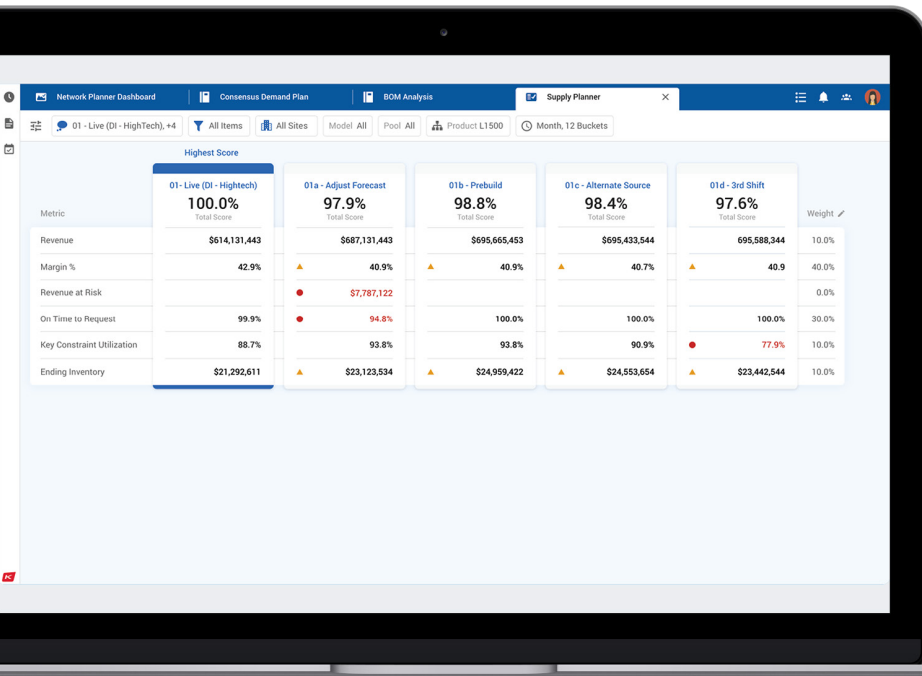 Network Planner Dashboard Consensus Demand Plan BOM Analysis Supply Planner
01 - Live (DI - HighTech), +4 All Items All Sites Model All Pool All Product L1500 Month, 12 Buckets
Highest Score
01- Live (DI - Hightech) 01a - Adjust Forecast 01b - Prebuild 01c - Alternate Source 01d - 3rd Shift
100.0% 97.9% 98.8% 98.4% 97.6%
Metric Total Score Total Score Total Score Total Score Total Score Weight
Revenue $614,131,443 $687,131,443 $695,665,453 $695,433,544 695,588,344 10.0%
Margin % 42.9% 40.9% 40.9% 40.7% 40.9 40.0%
Revenue at Risk $7,787,122 0.0%
On Time to Request 99.9% 94.8% 100.0% 100.0% 100.0% 30.0%
Key Constraint Utilization 88.7% 93.8% 93.8% 90.9% 77.9% 10.0%
Ending Inventory $21,292,611 $23,123,534 $24,959,422 $24,553,654 $23,442,544 10.0%
K